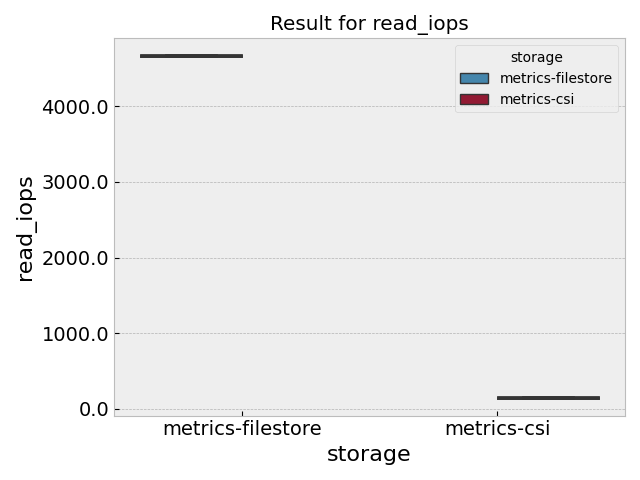 Result for read_iops
storage
metrics-filestore
metrics-csi
read_iops
4000.0
3000.0
2000.0
1000.0
0.0
metrics-filestore
metrics-csi
storage